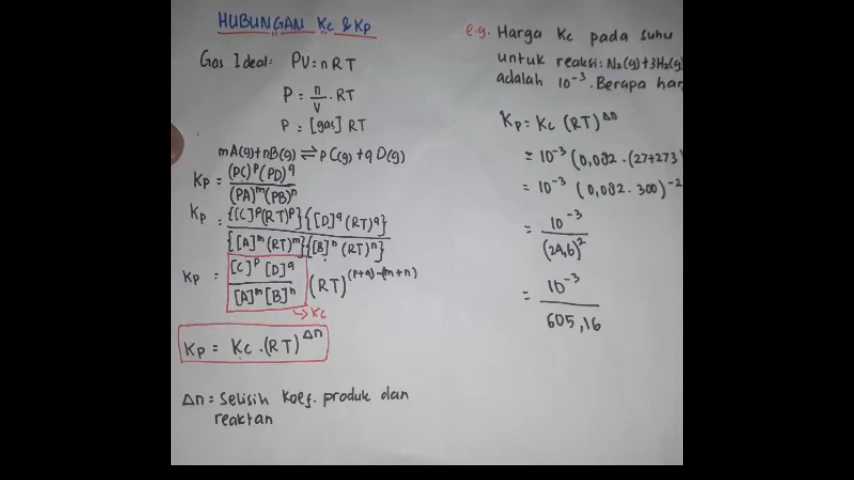 HUBUNGAN Kc & Kp
Gas Ideal: PV = n RT
P = n/V . RT
P = [gas] RT
mA(g)+nB(g) ⇌ pC(g)+qD(g)
Kp = (PC)^p (PD)^q / (PA)^m (PB)^n
Kp = {[C]^p (RT)^p} {[D]^q (RT)^q} / {[A]^m (RT)^m} {[B]^n (RT)^n}
Kp = [C]^p [D]^q / [A]^m [B]^n (RT)^(p+q)-(m+n)
→ Kc
Kp = Kc . (RT)^Δn
Δn = Selisih koef. produk dan
reaktan
e.g. Harga Kc pada suhu
untuk reaksi: N2(g)+3H2(g)
adalah 10^-3. Berapa har
Kp = Kc (RT)^Δn
= 10^-3 (0,082 . (27+273)
= 10^-3 (0,082 . 300)^-2
= 10^-3 / (24,6)^2
= 10^-3 / 605,16